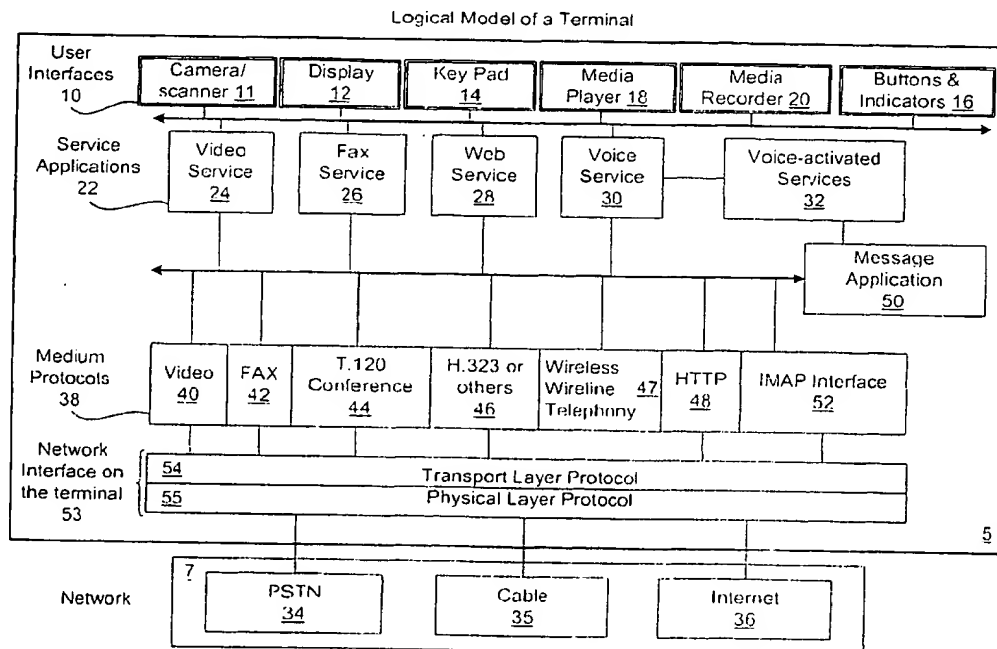 Logical Model of a Terminal
User Interfaces 10
Camera/ scanner 11
Display 12
Key Pad 14
Media Player 18
Media Recorder 20
Buttons & Indicators 16
Service Applications 22
Video Service 24
Fax Service 26
Web Service 28
Voice Service 30
Voice-activated Services 32
Message Application 50
Medium Protocols 38
Video 40
FAX 42
T.120 Conference 44
H.323 or others 46
Wireless Wireline Telephony 47
HTTP 48
IMAP Interface 52
Network Interface on the terminal 53
54 Transport Layer Protocol
55 Physical Layer Protocol
5
Network
7
PSTN 34
Cable 35
Internet 36